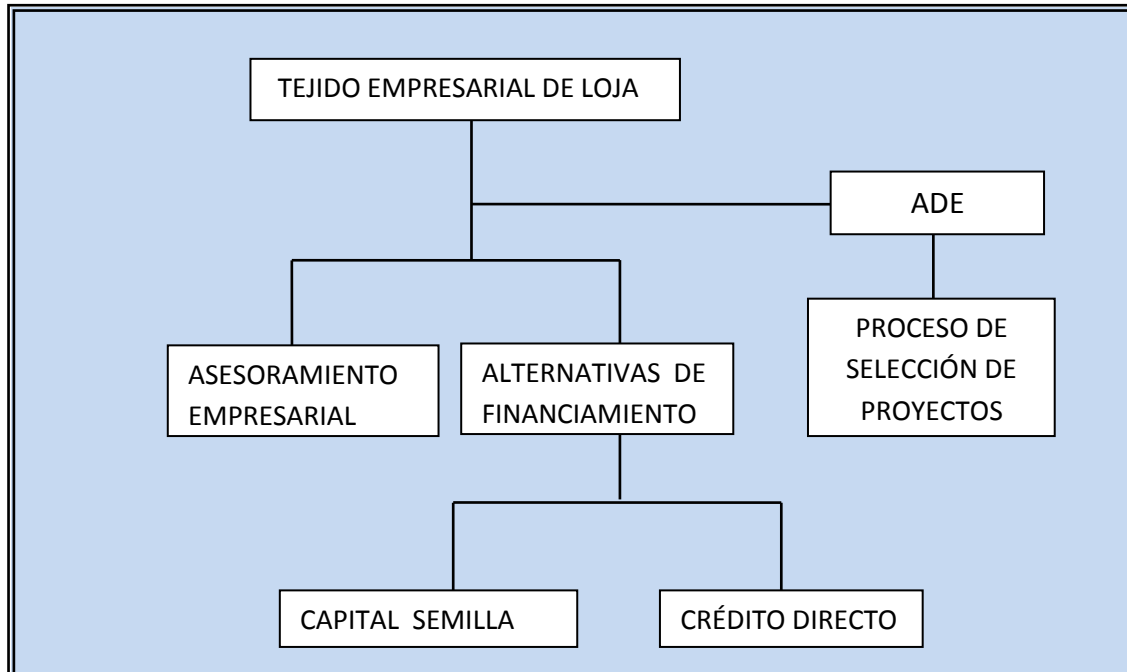 TEJIDO EMPRESARIAL DE LOJA
ADE
PROCESO DE
SELECCIÓN DE
PROYECTOS
ASESORAMIENTO
EMPRESARIAL
ALTERNATIVAS DE
FINANCIAMIENTO
CAPITAL SEMILLA
CRÉDITO DIRECTO